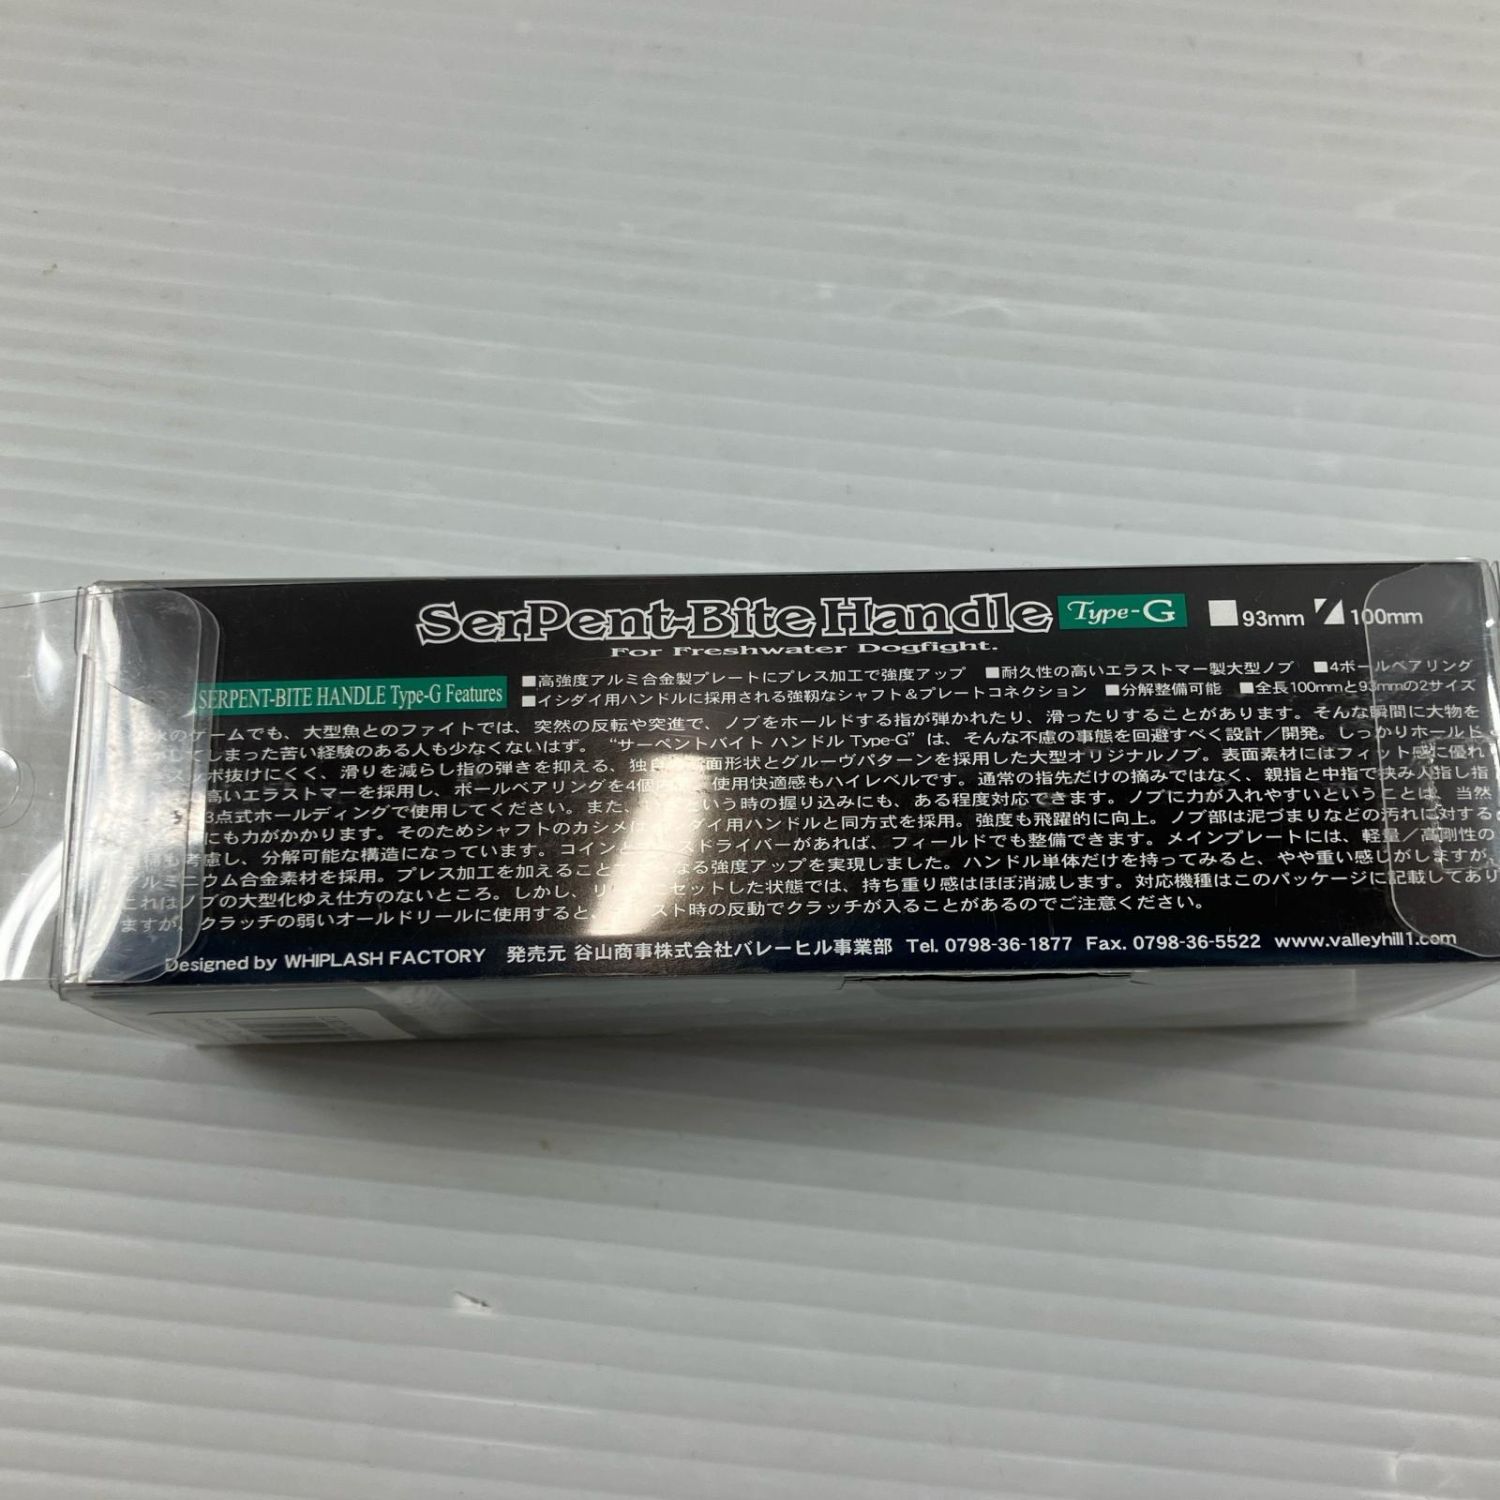 SerPent-Bite Handle Type-G 93mm 100mm
For Freshwater Dogfight.
SERPENT-BITE HANDLE Type-G Features
■高強度アルミ合金製プレートにプレス加工で強度アップ ■耐久性の高いエラストマー製大型ノブ ■4ボールベアリング
■イシダイ用ハンドルに採用される強靱なシャフト&プレートコネクション ■分解整備可能 ■全長100mmと93mmの2サイズ
のゲームでも、大型魚とのファイトでは、突然の反転や突進で、ノブをホールドする指が弾かれたり、滑ったりすることがあります。そんな瞬間に大物を
しまった苦い経験のある人も少なくないはず。"サーペントバイト ハンドル Type-G"は、そんな不慮の事態を回避すべく設計/開発。しっかりホールド
抜けにくく、滑りを減らし指の弾きを抑える、独自の 面形状とグルーヴパターンを採用した大型オリジナルノブ。表面素材にはフィット感に優れ
高いエラストマーを採用し、ボールベアリングを4個 使用快適感もハイレベルです。通常の指先だけの摘みではなく、親指と中指で挟み人指し指
3点式ホールディングで使用してください。また、 という時の握り込みにも、ある程度対応できます。ノブに力が入れやすいということは、当然
にも力がかかります。そのためシャフトのカシメは イ用ハンドルと同方式を採用。強度も飛躍的に向上。ノブ部は泥づまりなどの汚れに対する
も考慮し、分解可能な構造になっています。コインと スドライバーがあれば、フィールドでも整備できます。メインプレートには、軽量/高剛性の
アルミニウム合金素材を採用。プレス加工を加えること なる強度アップを実現しました。ハンドル単体だけを持ってみると、やや重い感じがしますが、
これはノブの大型化ゆえ仕方のないところ。しかし、リ にセットした状態では、持ち重り感はほぼ消滅します。対応機種はこのパッケージに記載してあり
ますが、クラッチの弱いオールドリールに使用すると、 スト時の反動でクラッチが入ることがあるのでご注意ください。
Designed by WHIPLASH FACTORY 発売元 谷山商事株式会社バレーヒル事業部 Tel. 0798-36-1877 Fax. 0798-36-5522 www.valleyhill1.com